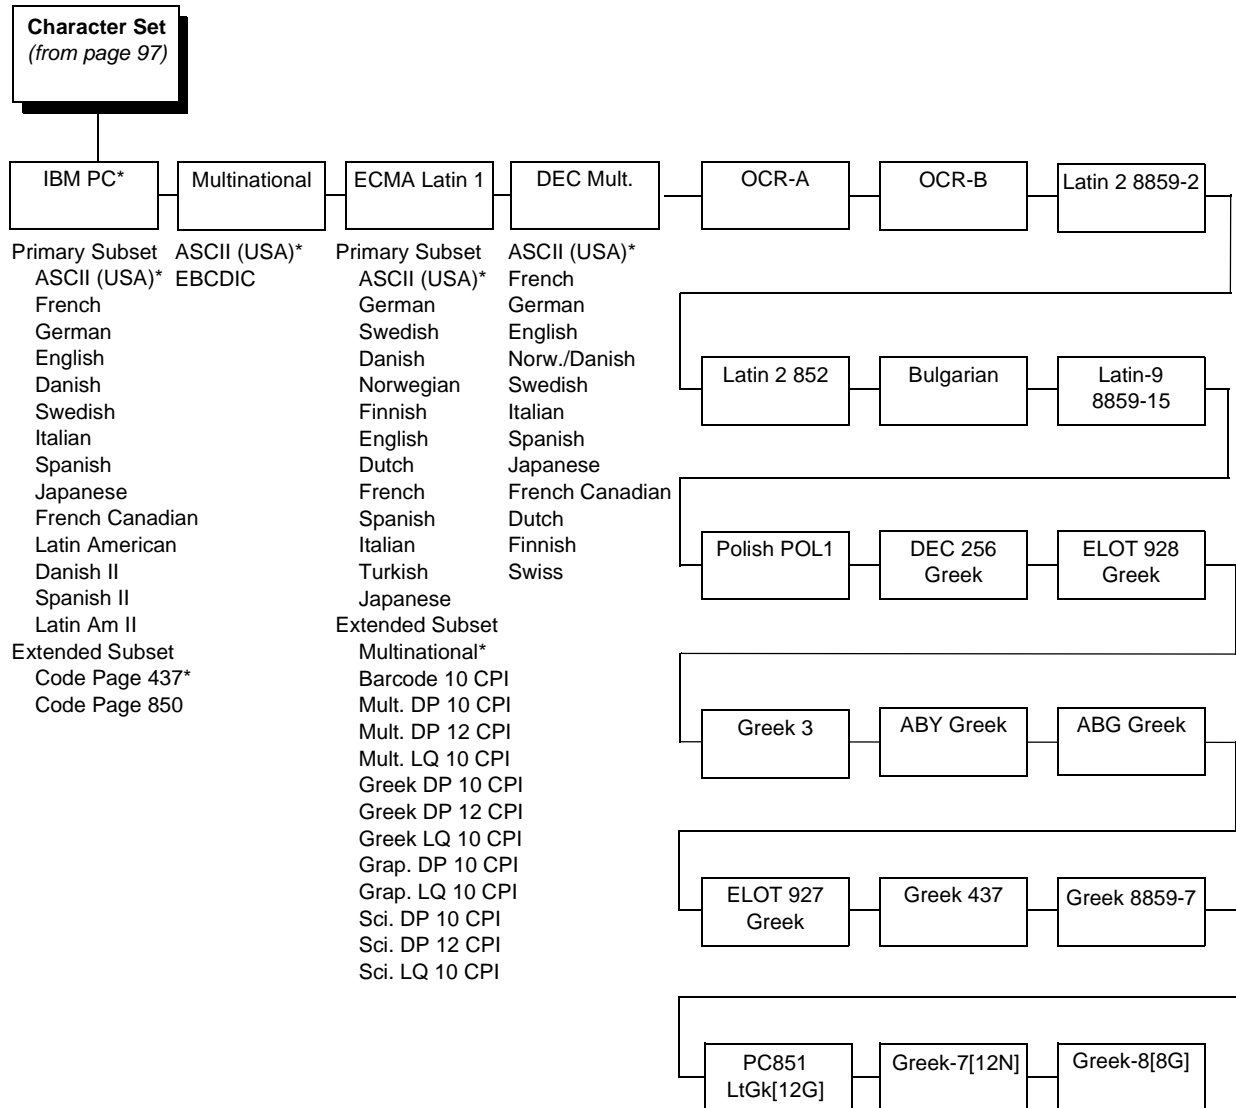 Character Set
(from page 97)
IBM PC*
Multinational
ECMA Latin 1
DEC Mult.
OCR-A
OCR-B
Latin 2 8859-2
Primary Subset
ASCII (USA)*
French
German
English
Danish
Swedish
Italian
Spanish
Japanese
French Canadian
Latin American
Danish II
Spanish II
Latin Am II
Extended Subset
Code Page 437*
Code Page 850
ASCII (USA)*
EBCDIC
Primary Subset
ASCII (USA)*
German
Swedish
Danish
Norwegian
Finnish
English
Dutch
French
Spanish
Italian
Turkish
Japanese
Extended Subset
Multinational*
Barcode 10 CPI
Mult. DP 10 CPI
Mult. DP 12 CPI
Mult. LQ 10 CPI
Greek DP 10 CPI
Greek DP 12 CPI
Greek LQ 10 CPI
Grap. DP 10 CPI
Grap. LQ 10 CPI
Sci. DP 10 CPI
Sci. DP 12 CPI
Sci. LQ 10 CPI
ASCII (USA)*
French
German
English
Norw./Danish
Swedish
Italian
Spanish
Japanese
French Canadian
Dutch
Finnish
Swiss
Latin 2 852
Bulgarian
Latin-9
8859-15
Polish POL1
DEC 256
Greek
ELOT 928
Greek
Greek 3
ABY Greek
ABG Greek
ELOT 927
Greek
Greek 437
Greek 8859-7
PC851
LtGk[12G]
Greek-7[12N]
Greek-8[8G]